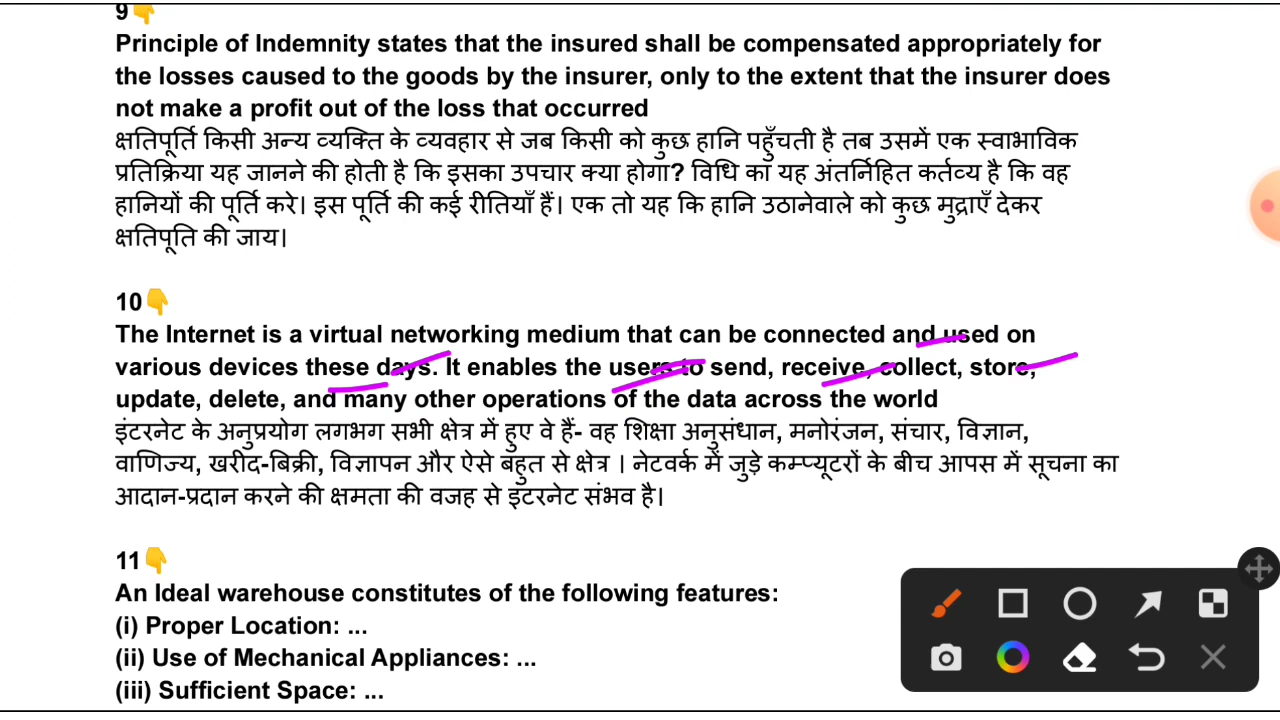 9👇
Principle of Indemnity states that the insured shall be compensated appropriately for
the losses caused to the goods by the insurer, only to the extent that the insurer does
not make a profit out of the loss that occurred
क्षतिपूर्ति किसी अन्य व्यक्ति के व्यवहार से जब किसी को कुछ हानि पहुँचती है तब उसमें एक स्वाभाविक
प्रतिक्रिया यह जानने की होती है कि इसका उपचार क्या होगा? विधि का यह अंतर्निहित कर्तव्य है कि वह
हानियों की पूर्ति करे। इस पूर्ति की कई रीतियाँ हैं। एक तो यह कि हानि उठानेवाले को कुछ मुद्राएँ देकर
क्षतिपूति की जाय।
10👇
The Internet is a virtual networking medium that can be connected and used on
various devices these days. It enables the users to send, receive, collect, store,
update, delete, and many other operations of the data across the world
इंटरनेट के अनुप्रयोग लगभग सभी क्षेत्र में हुए वे हैं- वह शिक्षा अनुसंधान, मनोरंजन, संचार, विज्ञान,
वाणिज्य, खरीद-बिक्री, विज्ञापन और ऐसे बहुत से क्षेत्र । नेटवर्क में जुड़े कम्प्यूटरों के बीच आपस में सूचना का
आदान-प्रदान करने की क्षमता की वजह से इंटरनेट संभव है।
11👇
An Ideal warehouse constitutes of the following features:
(i) Proper Location: ...
(ii) Use of Mechanical Appliances: ...
(iii) Sufficient Space: ...